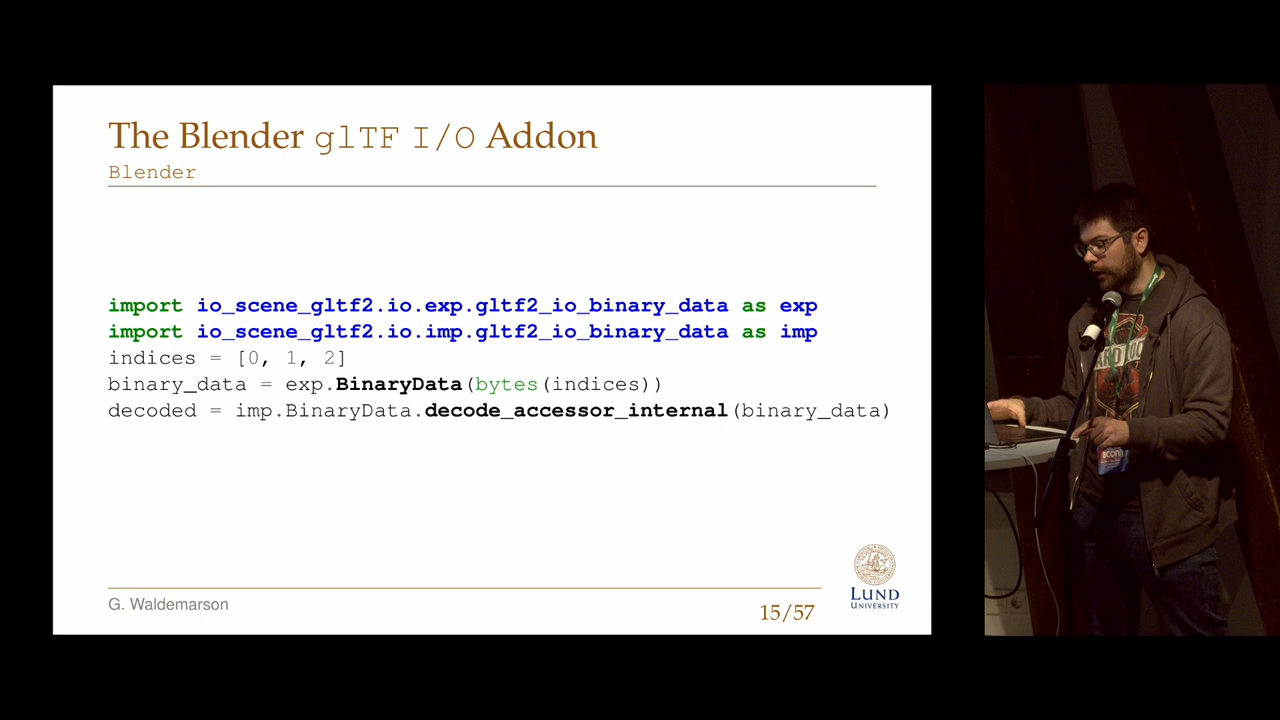 The Blender glTF I/O Addon
Blender
import io_scene_gltf2.io.exp.gltf2_io_binary_data as exp
import io_scene_gltf2.io.imp.gltf2_io_binary_data as imp
indices = [0, 1, 2]
binary_data = exp.BinaryData(bytes(indices))
decoded = imp.BinaryData.decode_accessor_internal(binary_data)
G. Waldemarson
15/57
LUND
UNIVERSITY